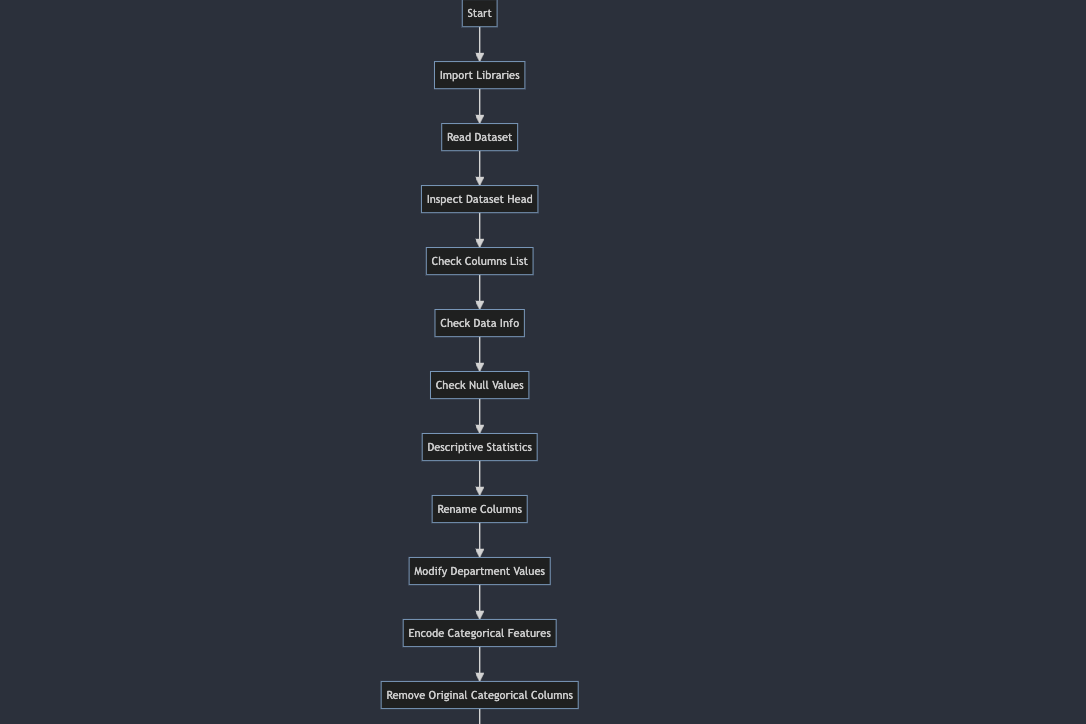 Start
Import Libraries
Read Dataset
Inspect Dataset Head
Check Columns List
Check Data Info
Check Null Values
Descriptive Statistics
Rename Columns
Modify Department Values
Encode Categorical Features
Remove Original Categorical Columns